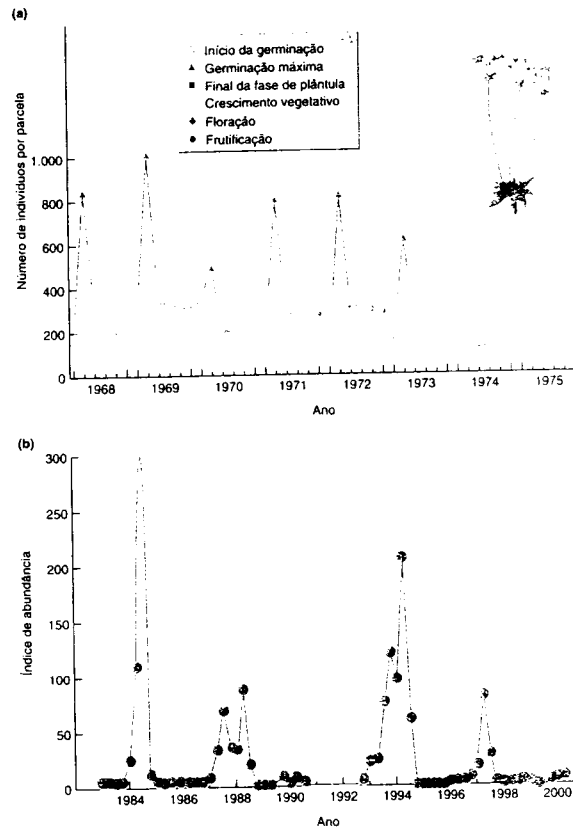 (a)
Início da germinação
Germinação máxima
Final da fase de plântula
Crescimento vegetativo
Floração
Frutificação
Número de indivíduos por parcela
1.000
800
600
400
200
0
1968 1969 1970 1971 1972 1973 1974 1975
Ano
(b)
Índice de abundância
300
250
200
150
100
50
0
1984 1986 1988 1990 1992 1994 1996 1998 2000
Ano